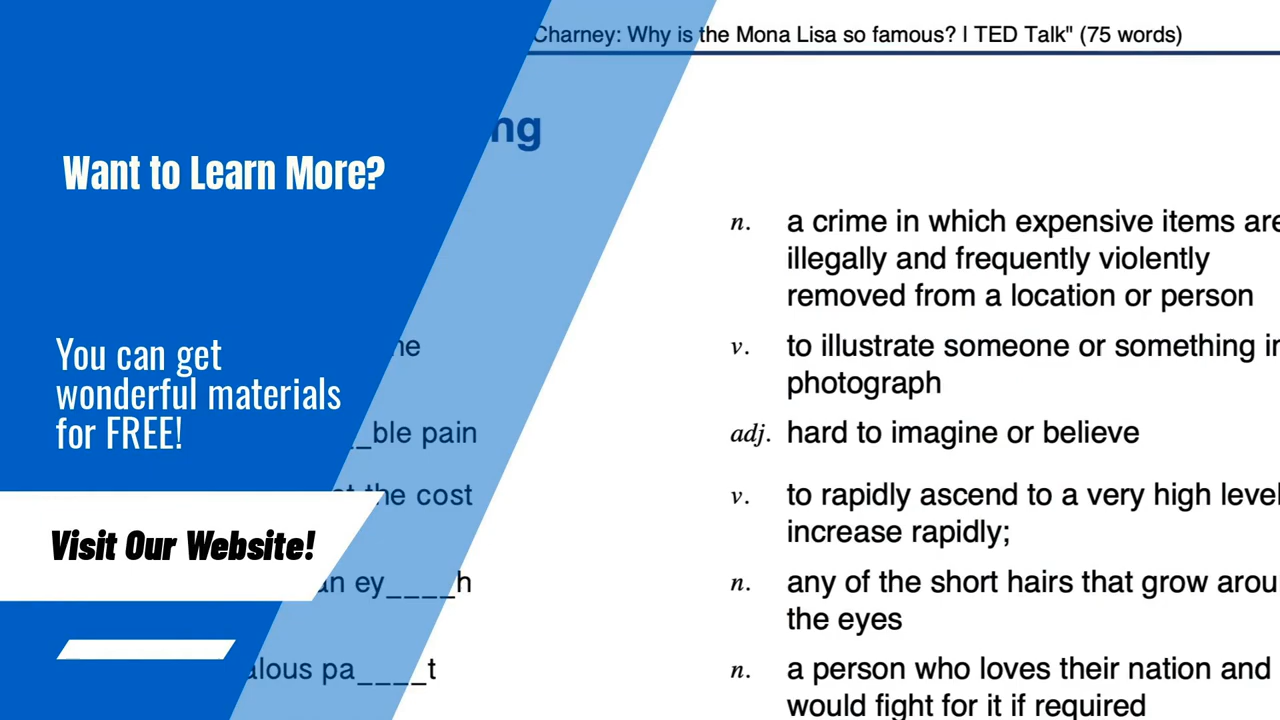 Charney: Why is the Mona Lisa so famous? | TED Talk" (75 words)
ng
Want to Learn More?
You can get
wonderful materials
for FREE!
Visit Our Website!
n. a crime in which expensive items are
illegally and frequently violently
removed from a location or person
he v. to illustrate someone or something in
photograph
_ble pain adj. hard to imagine or believe
the cost v. to rapidly ascend to a very high level
increase rapidly;
an ey____h n. any of the short hairs that grow arou
the eyes
alous pa____t n. a person who loves their nation and
would fight for it if required